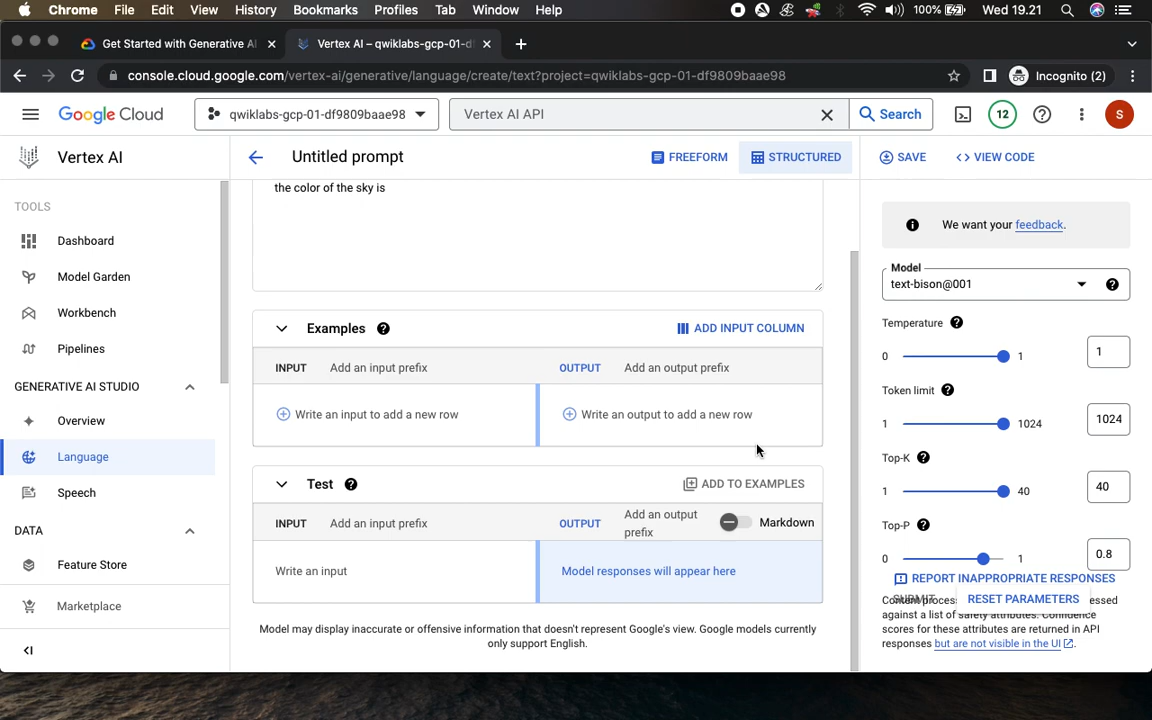 Chrome File Edit View History Bookmarks Profiles Tab Window Help 100% Wed 19.21
Get Started with Generative AI Vertex AI – qwiklabs-gcp-01-d
console.cloud.google.com/vertex-ai/generative/language/create/text?project=qwiklabs-gcp-01-df9809baae98 Incognito (2)
Google Cloud qwiklabs-gcp-01-df9809baae98 Vertex AI API Search 12 S
Vertex AI Untitled prompt FREEFORM STRUCTURED SAVE <> VIEW CODE
TOOLS
Dashboard
Model Garden
Workbench
Pipelines
GENERATIVE AI STUDIO
Overview
Language
Speech
DATA
Feature Store
Marketplace
the color of the sky is
Examples ADD INPUT COLUMN
INPUT Add an input prefix OUTPUT Add an output prefix
Write an input to add a new row Write an output to add a new row
Test ADD TO EXAMPLES
INPUT Add an input prefix OUTPUT Add an output prefix Markdown
Write an input Model responses will appear here
Model may display inaccurate or offensive information that doesn't represent Google's view. Google models currently
only support English.
We want your feedback.
Model
text-bison@001
Temperature
0 1 1
Token limit
1 1024 1024
Top-K
1 40 40
Top-P
0 1 0.8
REPORT INAPPROPRIATE RESPONSES
SUBMIT RESET PARAMETERS
against a list of safety attributes. Confidence
scores for these attributes are returned in API
responses but are not visible in the UI.